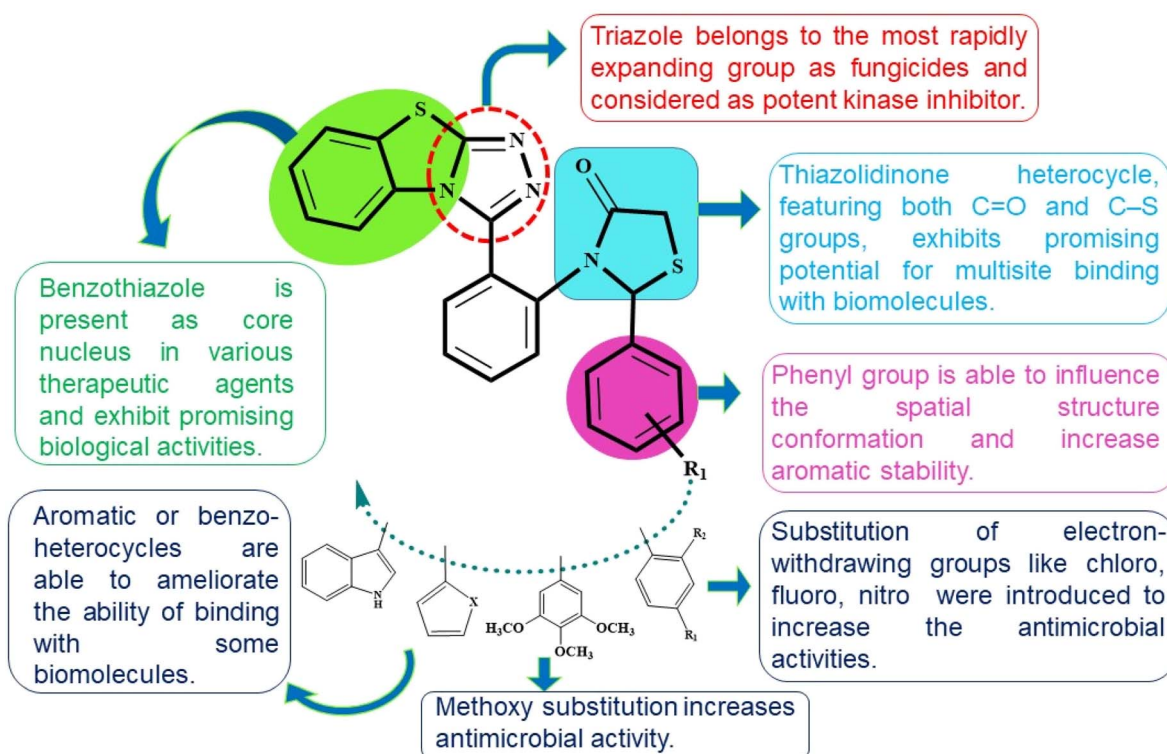 Triazole belongs to the most rapidly
expanding group as fungicides and
considered as potent kinase inhibitor.
S
N
N
N
O
N
S
Thiazolidinone heterocycle,
featuring both C=O and C–S
groups, exhibits promising
potential for multisite binding
with biomolecules.
Benzothiazole is
present as core
nucleus in various
therapeutic agents
and exhibit promising
biological activities.
Phenyl group is able to influence
the spatial structure
conformation and increase
aromatic stability.
R1
Aromatic or benzo-
heterocycles are
able to ameliorate
the ability of binding
with some
biomolecules.
N
H
X
H3CO
OCH3
OCH3
R2
R1
Substitution of electron-
withdrawing groups like chloro,
fluoro, nitro were introduced to
increase the antimicrobial
activities.
Methoxy substitution increases
antimicrobial activity.